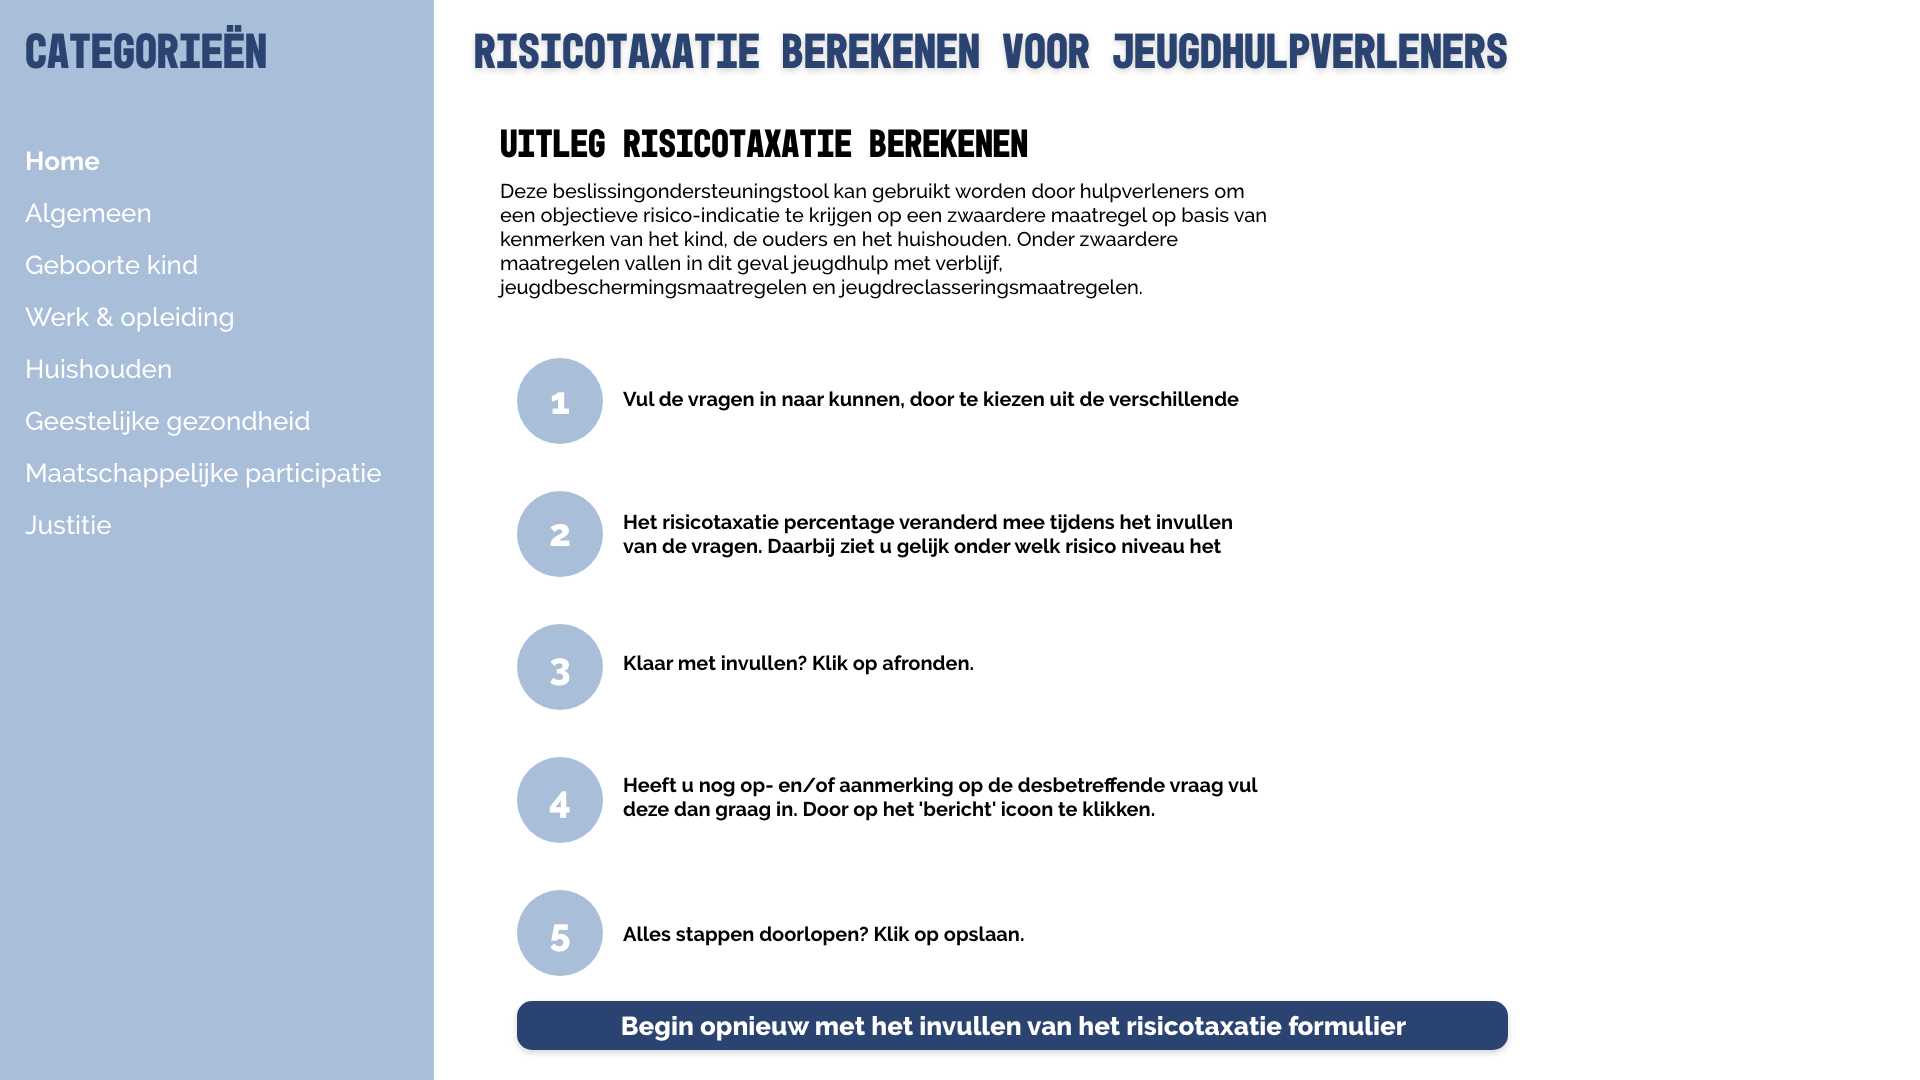 CATEGORIEËN
Home
Algemeen
Geboorte kind
Werk & opleiding
Huishouden
Geestelijke gezondheid
Maatschappelijke participatie
Justitie
RISICOTAXATIE BEREKENEN VOOR JEUGDHULPVERLENERS
UITLEG RISICOTAXATIE BEREKENEN
Deze beslissingondersteuningstool kan gebruikt worden door hulpverleners om
een objectieve risico-indicatie te krijgen op een zwaardere maatregel op basis van
kenmerken van het kind, de ouders en het huishouden. Onder zwaardere
maatregelen vallen in dit geval jeugdhulp met verblijf,
jeugdbeschermingsmaatregelen en jeugdreclasseringsmaatregelen.
1
Vul de vragen in naar kunnen, door te kiezen uit de verschillende
2
Het risicotaxatie percentage veranderd mee tijdens het invullen
van de vragen. Daarbij ziet u gelijk onder welk risico niveau het
3
Klaar met invullen? Klik op afronden.
4
Heeft u nog op- en/of aanmerking op de desbetreffende vraag vul
deze dan graag in. Door op het 'bericht' icoon te klikken.
5
Alles stappen doorlopen? Klik op opslaan.
Begin opnieuw met het invullen van het risicotaxatie formulier